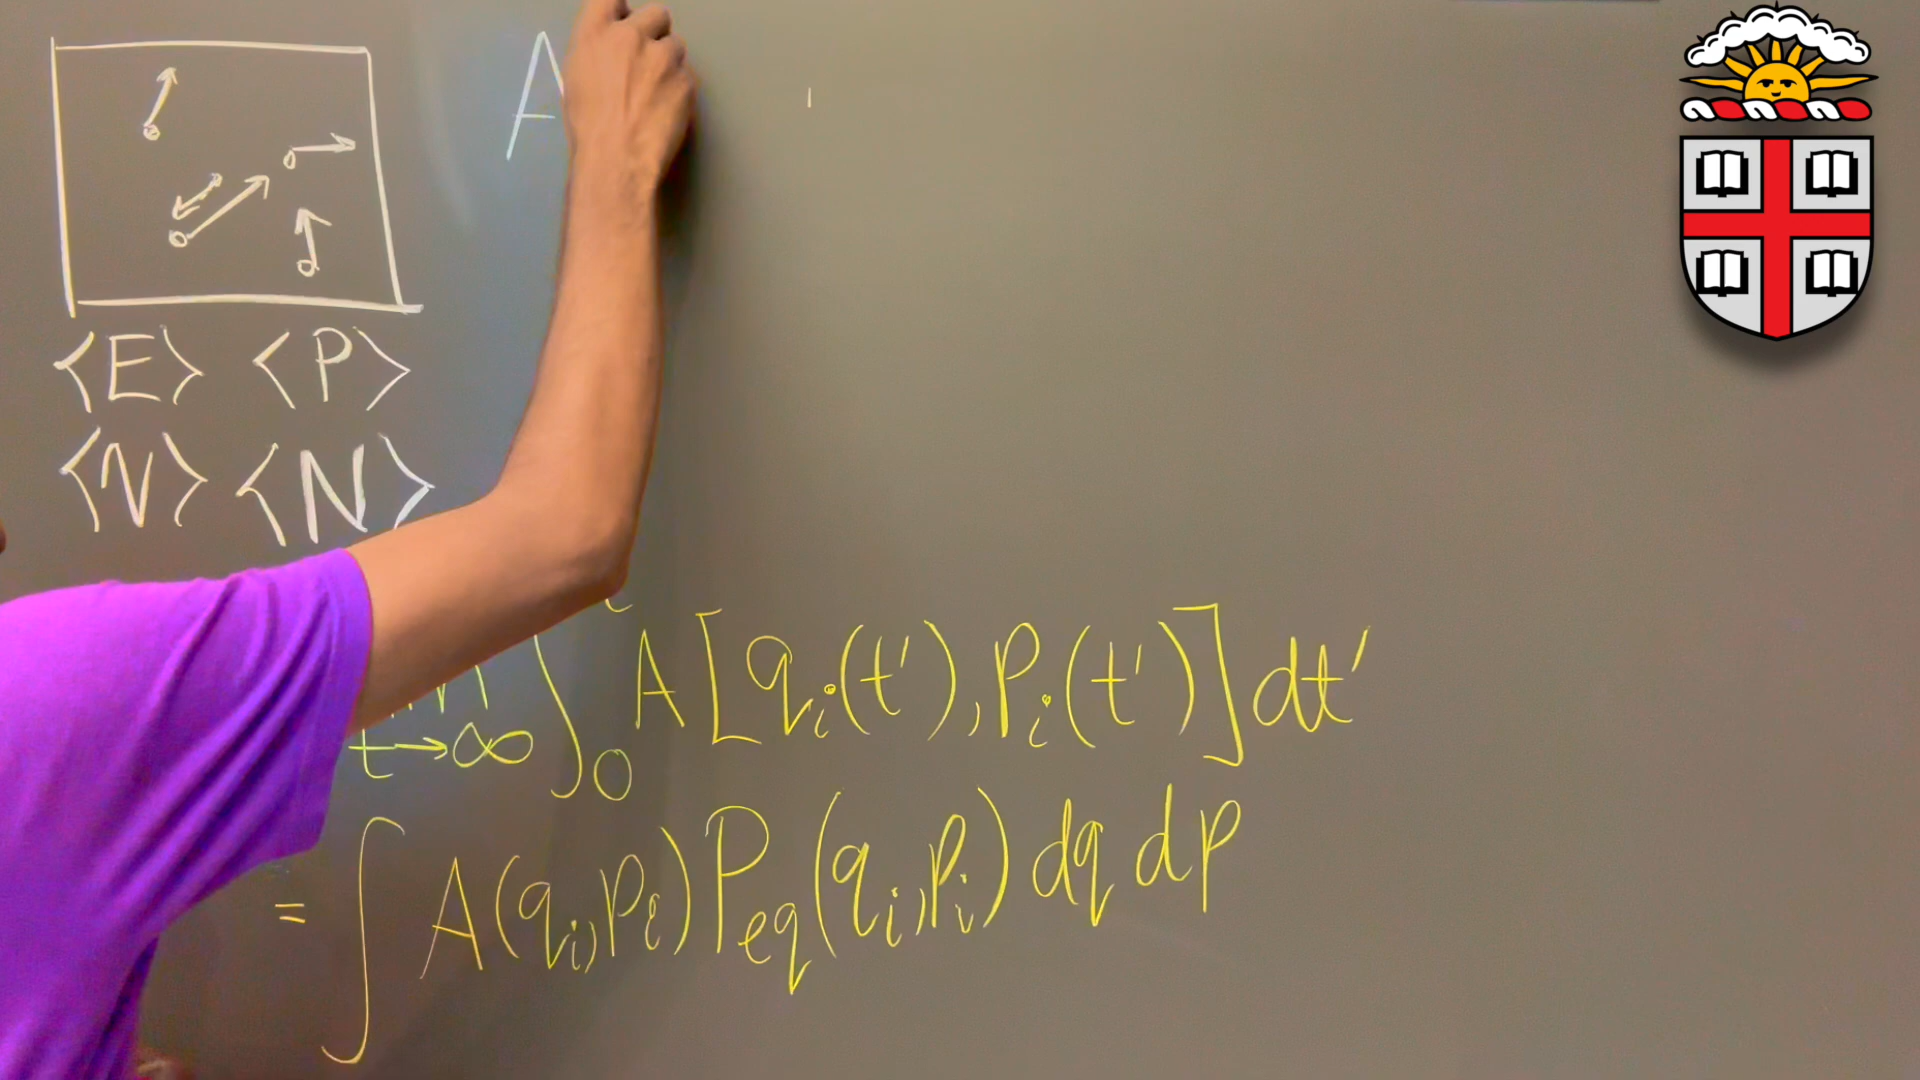 ⟨E⟩ ⟨P⟩
⟨N⟩ ⟨N⟩
A
t→∞ ∫₀ A[qᵢ(t'), pᵢ(t')] dt'
= ∫ A(qᵢ, pᵢ) P_eq(qᵢ, pᵢ) dq dp